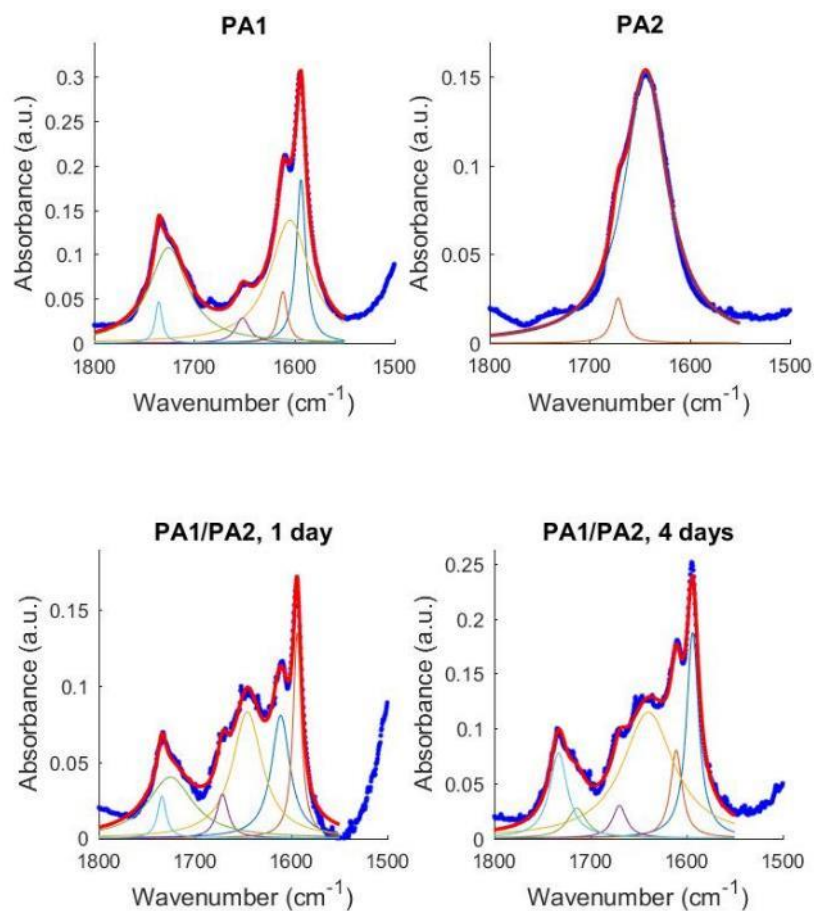 PA1
Absorbance (a.u.)
0.3
0.25
0.2
0.15
0.1
0.05
0
1800 1700 1600 1500
Wavenumber (cm⁻¹)
PA2
Absorbance (a.u.)
0.15
0.1
0.05
0
1800 1700 1600 1500
Wavenumber (cm⁻¹)
PA1/PA2, 1 day
Absorbance (a.u.)
0.15
0.1
0.05
0
1800 1700 1600 1500
Wavenumber (cm⁻¹)
PA1/PA2, 4 days
Absorbance (a.u.)
0.25
0.2
0.15
0.1
0.05
0
1800 1700 1600 1500
Wavenumber (cm⁻¹)